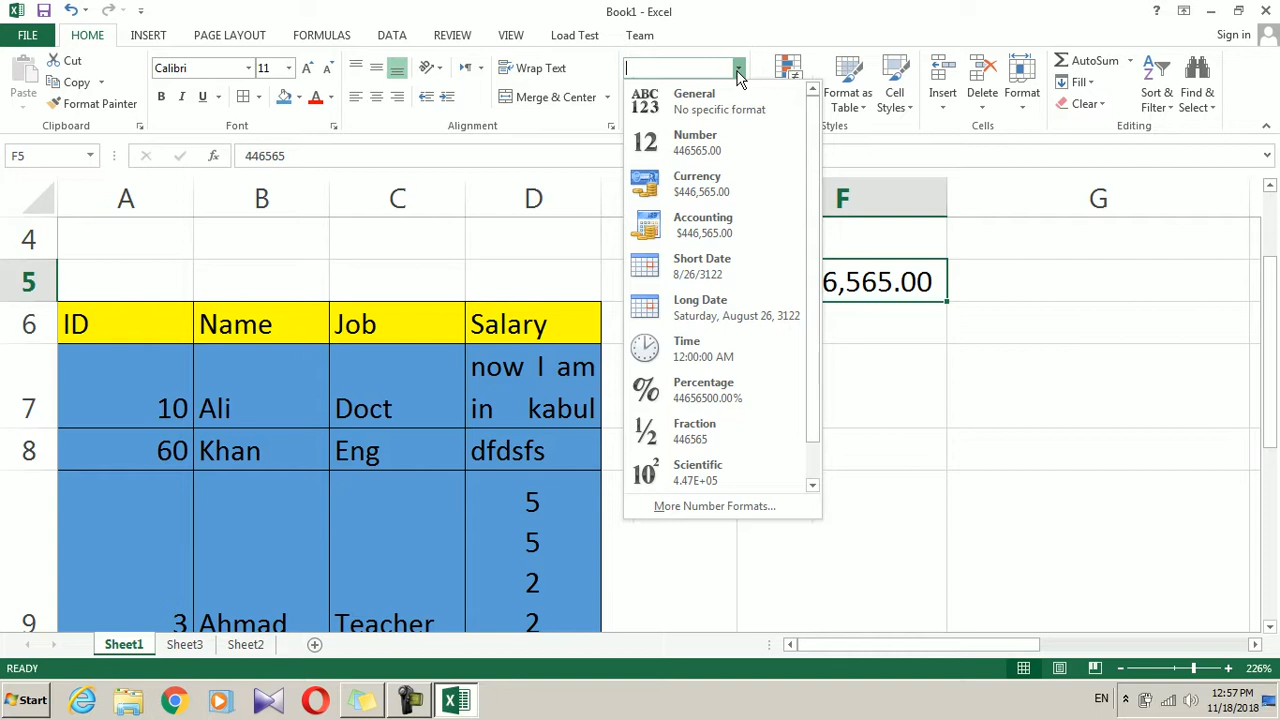 Book1 - Excel
?
FILE
HOME
INSERT
PAGE LAYOUT
FORMULAS
DATA
REVIEW
VIEW
Load Test
Team
Sign in
Paste
Cut
Copy
Format Painter
Clipboard
Calibri
11
A
A
B
I
U
A
Font
Wrap Text
Merge & Center
Alignment
Format as Table
Cell Styles
Styles
Insert
Delete
Format
Cells
AutoSum
Fill
Clear
Sort & Filter
Find & Select
Editing
F5
fx
446565
ABC 123
General
No specific format
12
Number
446565.00
Currency
$446,565.00
Accounting
$446,565.00
Short Date
8/26/3122
Long Date
Saturday, August 26, 3122
Time
12:00:00 AM
%
Percentage
44656500.00%
½
Fraction
446565
10²
Scientific
4.47E+05
More Number Formats...
A
B
C
D
F
G
4
5
6,565.00
6
ID
Name
Job
Salary
7
10
Ali
Doct
now I am
in kabul
8
60
Khan
Eng
dfdsfs
9
3
Ahmad
Teacher
5
5
2
2
Sheet1
Sheet3
Sheet2
READY
226%
Start
EN
12:57 PM
11/18/2018